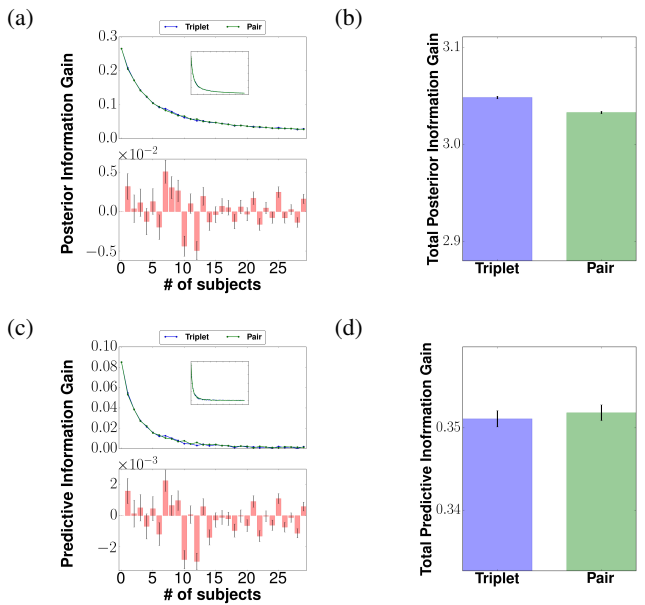 (a)
Triplet Pair
Posterior Information Gain
0.3
0.2
0.1
0.0
×10⁻²
0.5
0.0
−0.5
0 5 10 15 20 25
# of subjects
(b)
Total Posteriror Inofrmation Gain
3.1
3.0
2.9
Triplet Pair
(c)
Triplet Pair
Predictive Information Gain
0.10
0.08
0.06
0.04
0.02
0.00
×10⁻³
2
0
−2
0 5 10 15 20 25
# of subjects
(d)
Total Predictive Inofrmation Gain
0.35
0.34
Triplet Pair